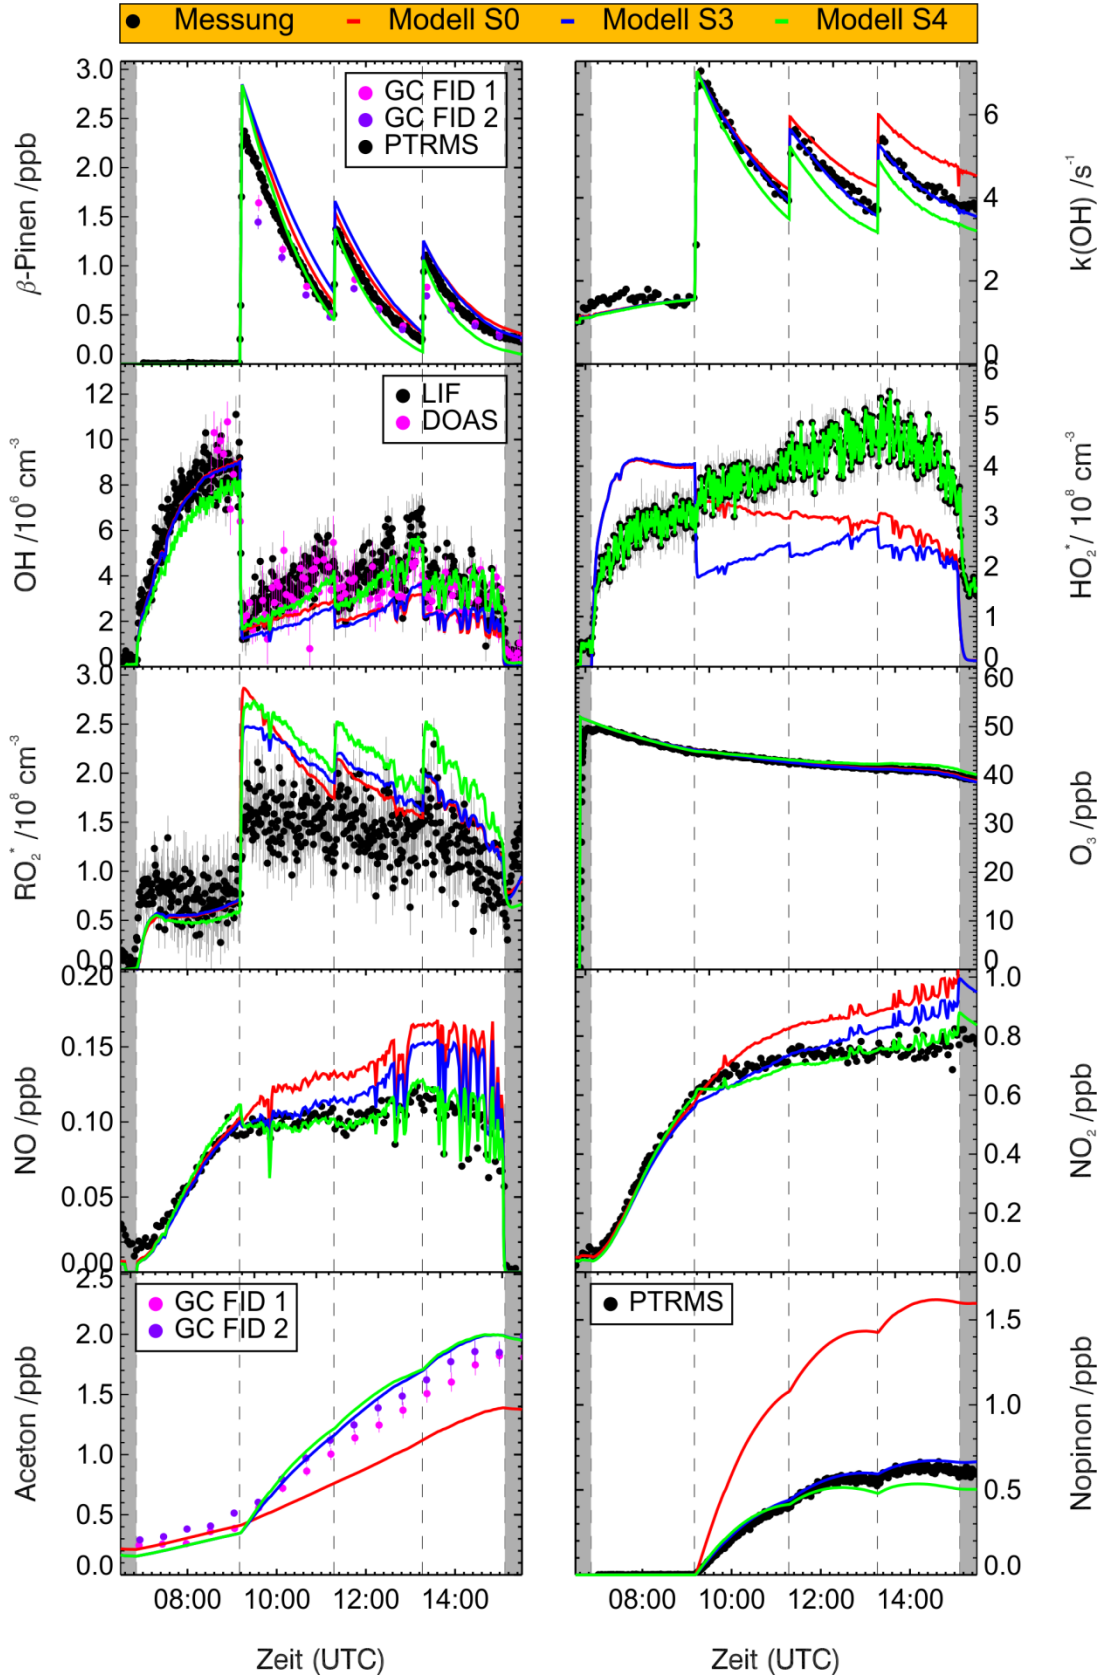 Messung Modell S0 Modell S3 Modell S4
β-Pinen /ppb
3.0
2.5
2.0
1.5
1.0
0.5
0.0
GC FID 1
GC FID 2
PTRMS
k(OH) /s⁻¹
6
4
2
0
OH /10⁶ cm⁻³
12
10
8
6
4
2
0
LIF
DOAS
HO₂* / 10⁸ cm⁻³
6
5
4
3
2
1
0
RO₂* /10⁸ cm⁻³
3.0
2.5
2.0
1.5
1.0
0.5
0.0
O₃ /ppb
60
50
40
30
20
10
0
NO /ppb
0.20
0.15
0.10
0.05
0.00
NO₂ /ppb
1.0
0.8
0.6
0.4
0.2
0.0
Aceton /ppb
2.5
2.0
1.5
1.0
0.5
0.0
GC FID 1
GC FID 2
Nopinon /ppb
1.5
1.0
0.5
0.0
PTRMS
08:00 10:00 12:00 14:00
08:00 10:00 12:00 14:00
Zeit (UTC)
Zeit (UTC)